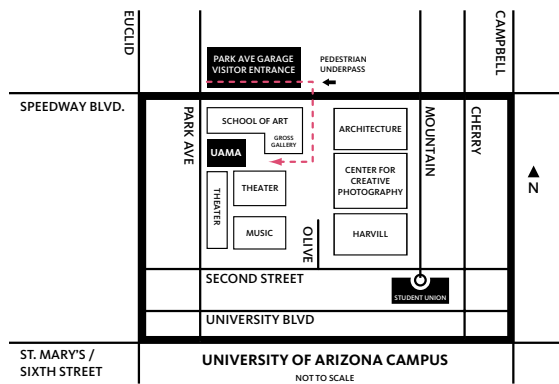 EUCLID
CAMPBELL
PARK AVE GARAGE
VISITOR ENTRANCE
PEDESTRIAN
UNDERPASS
SPEEDWAY BLVD.
PARK AVE
SCHOOL OF ART
GROSS
GALLERY
UAMA
ARCHITECTURE
MOUNTAIN
CHERRY
CENTER FOR
CREATIVE
PHOTOGRAPHY
THEATER
THEATER
N
MUSIC
OLIVE
HARVILL
SECOND STREET
STUDENT UNION
UNIVERSITY BLVD
ST. MARY'S /
SIXTH STREET
UNIVERSITY OF ARIZONA CAMPUS
NOT TO SCALE